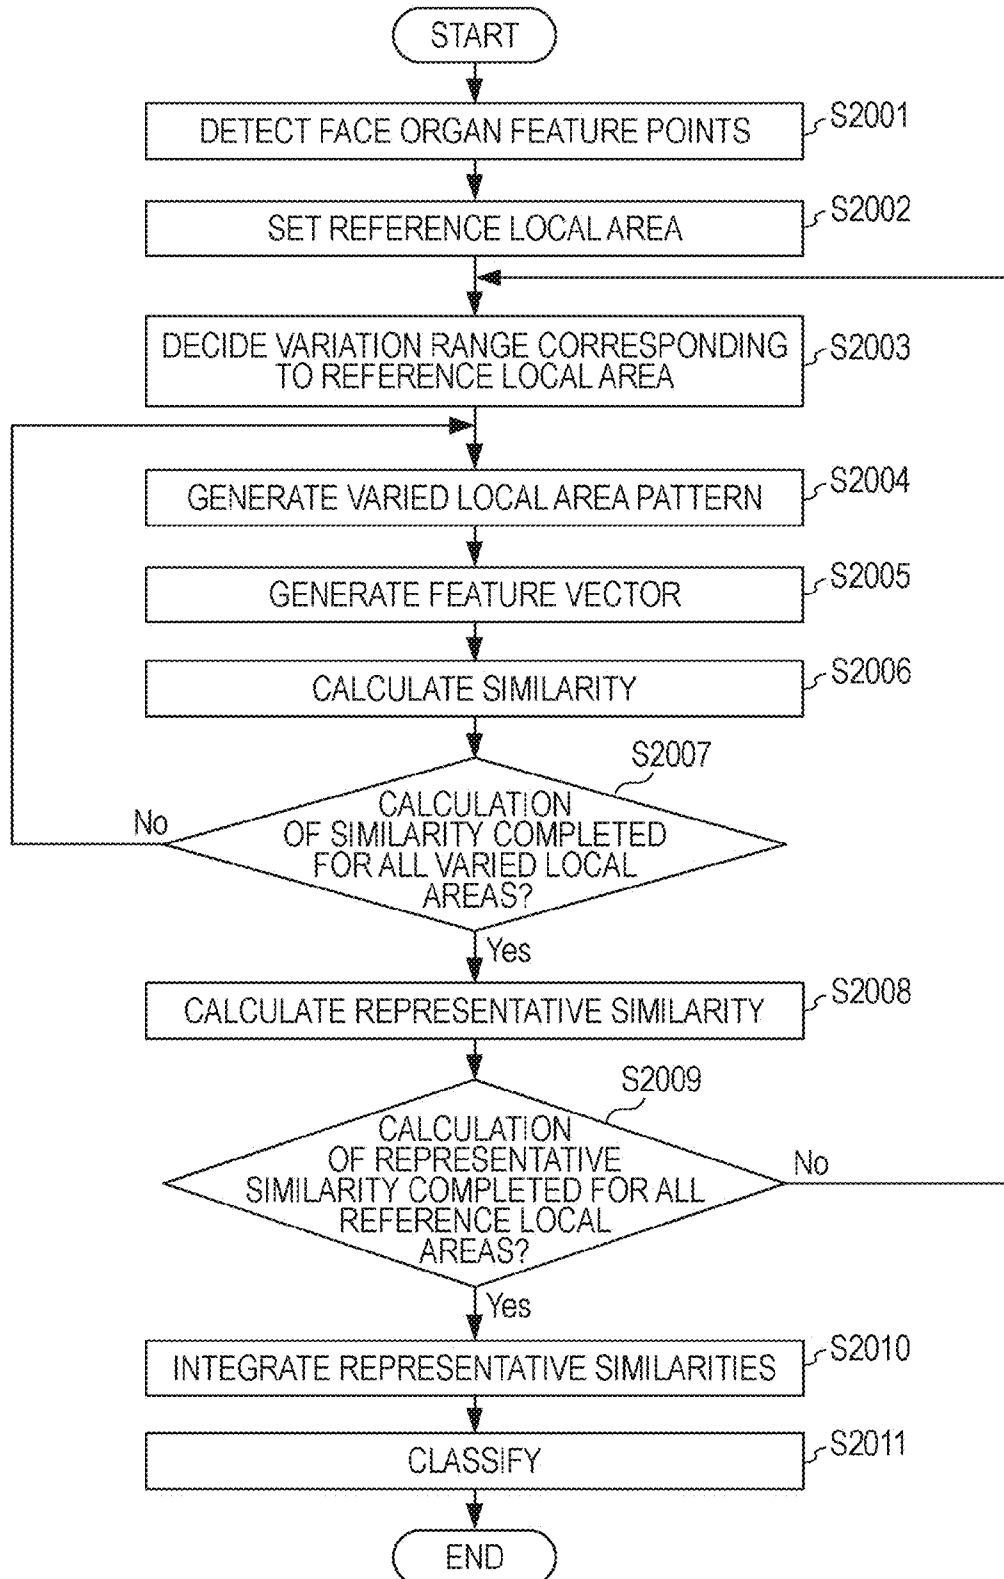 START
DETECT FACE ORGAN FEATURE POINTS
S2001
SET REFERENCE LOCAL AREA
S2002
DECIDE VARIATION RANGE CORRESPONDING
TO REFERENCE LOCAL AREA
S2003
GENERATE VARIED LOCAL AREA PATTERN
S2004
GENERATE FEATURE VECTOR
S2005
CALCULATE SIMILARITY
S2006
S2007
CALCULATION
OF SIMILARITY COMPLETED
FOR ALL VARIED LOCAL
AREAS?
No
Yes
CALCULATE REPRESENTATIVE SIMILARITY
S2008
S2009
CALCULATION
OF REPRESENTATIVE
SIMILARITY COMPLETED FOR ALL
REFERENCE LOCAL
AREAS?
No
Yes
INTEGRATE REPRESENTATIVE SIMILARITIES
S2010
CLASSIFY
S2011
END